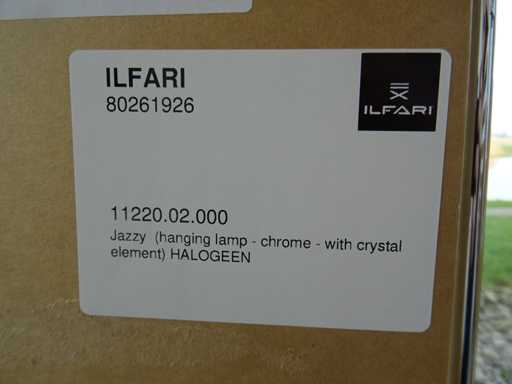 ILFARI
80261926
ILFARI
11220.02.000
Jazzy (hanging lamp - chrome - with crystal
element) HALOGEEN